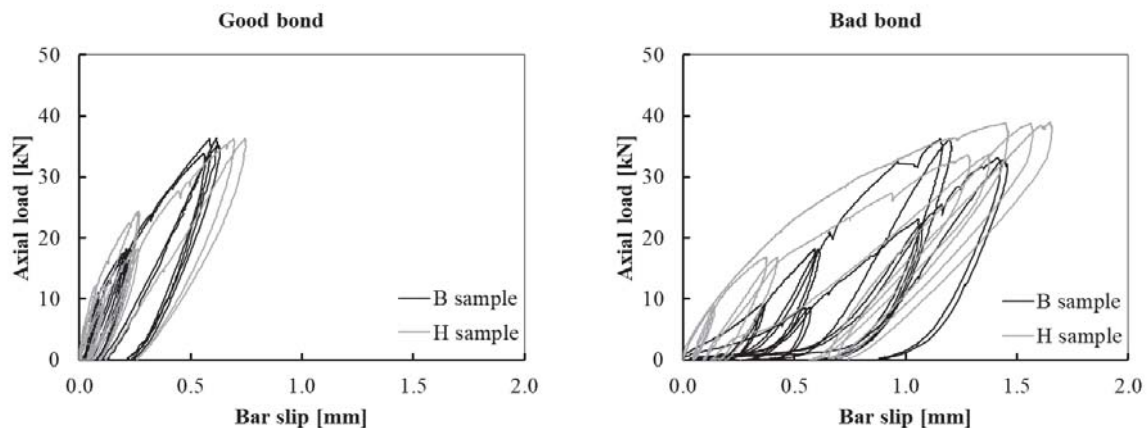 Good bond
50
40
30
20
10
0
Axial load [kN]
B sample
H sample
0.0 0.5 1.0 1.5 2.0
Bar slip [mm]
Bad bond
50
40
30
20
10
0
Axial load [kN]
B sample
H sample
0.0 0.5 1.0 1.5 2.0
Bar slip [mm]